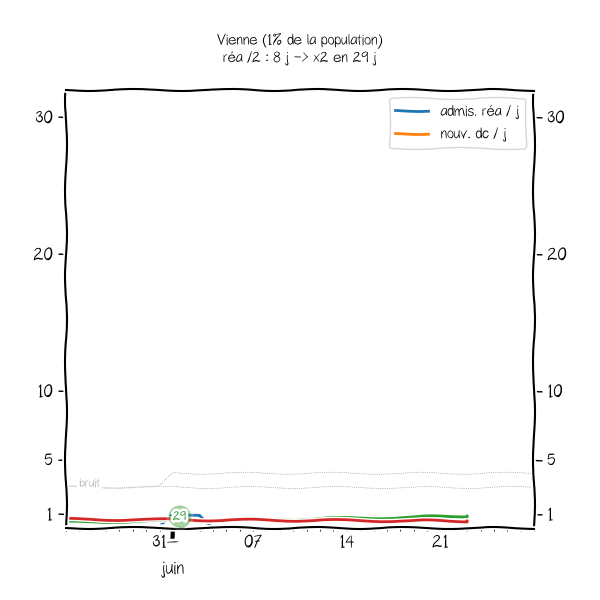 Vienne (1% de la population)
réa /2 : 8 j -> x2 en 29 j
admis. réa / j
nouv. dc / j
30
30
20
20
10
10
5
5
bruit
1
29
1
31
07
14
21
juin